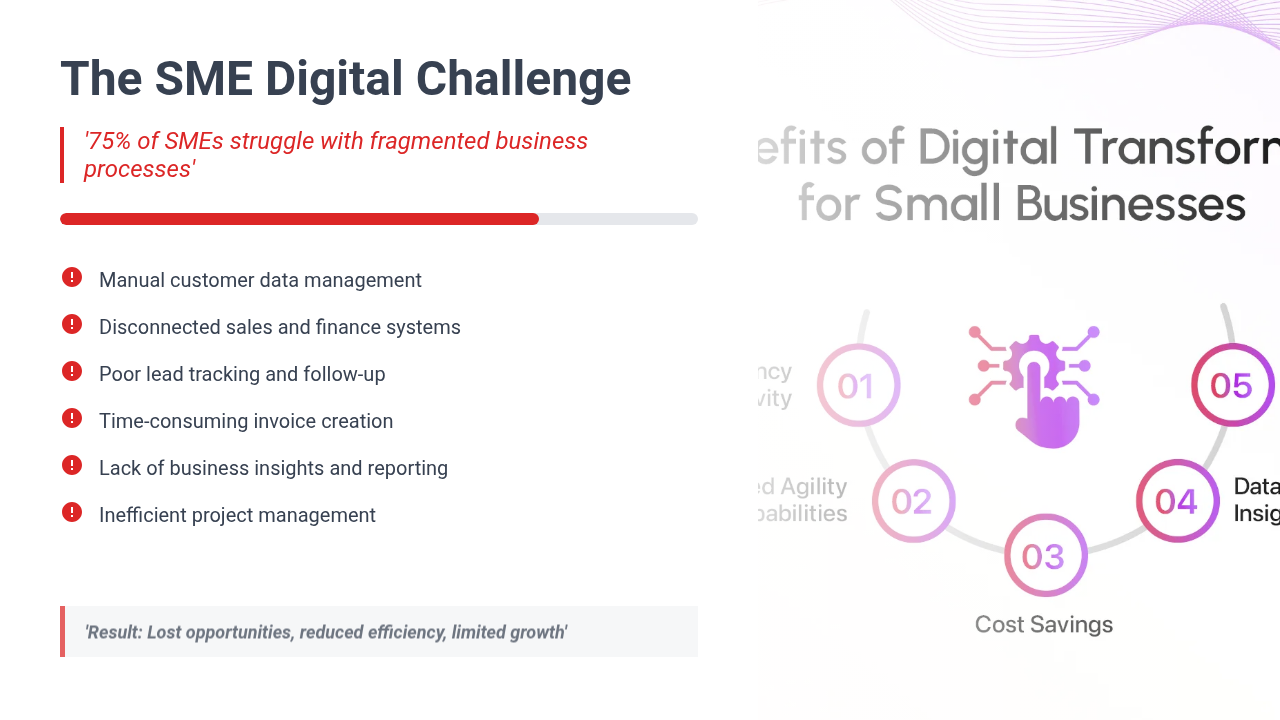 The SME Digital Challenge
'75% of SMEs struggle with fragmented business
processes'
Manual customer data management
Disconnected sales and finance systems
Poor lead tracking and follow-up
Time-consuming invoice creation
Lack of business insights and reporting
Inefficient project management
'Result: Lost opportunities, reduced efficiency, limited growth'
efits of Digital Transforn
for Small Businesses
ncy
vity
01
05
ed Agility
pabilities
02
04
Data
Insig
03
Cost Savings